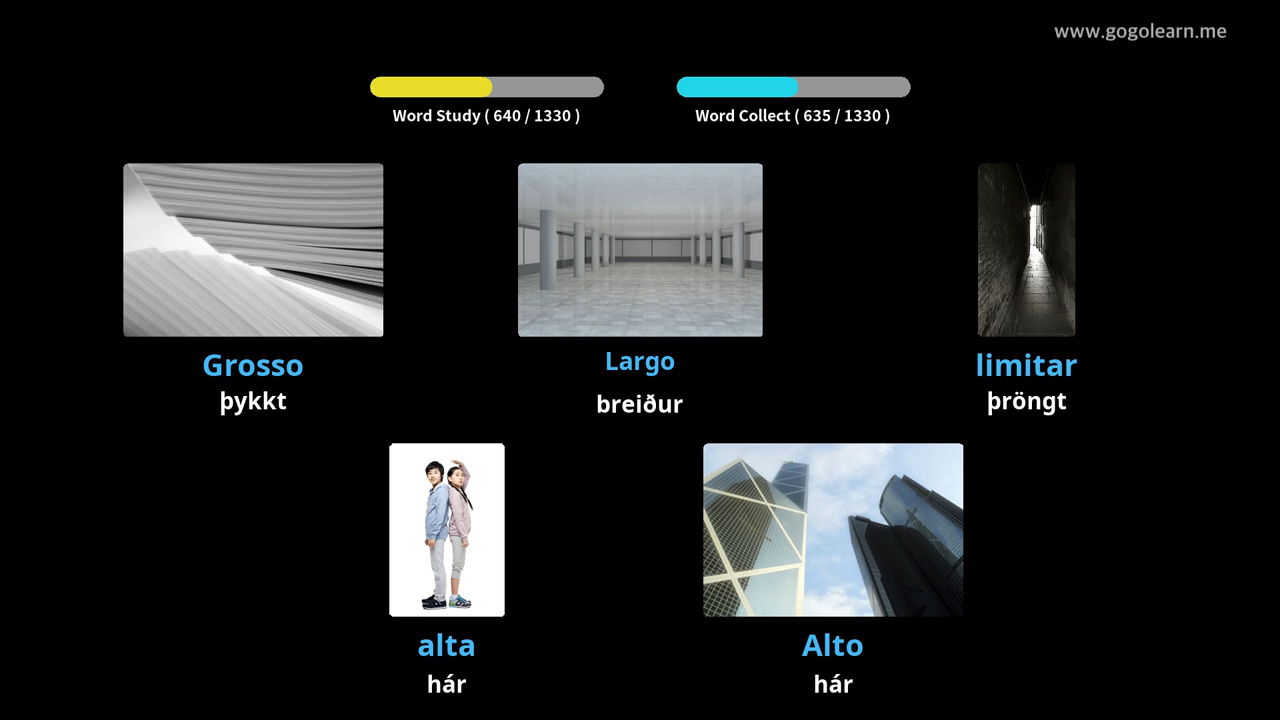 www.gogolearn.me
Word Study ( 640 / 1330 )
Word Collect ( 635 / 1330 )
Grosso
þykkt
Largo
breiður
limitar
þröngt
alta
hár
Alto
hár